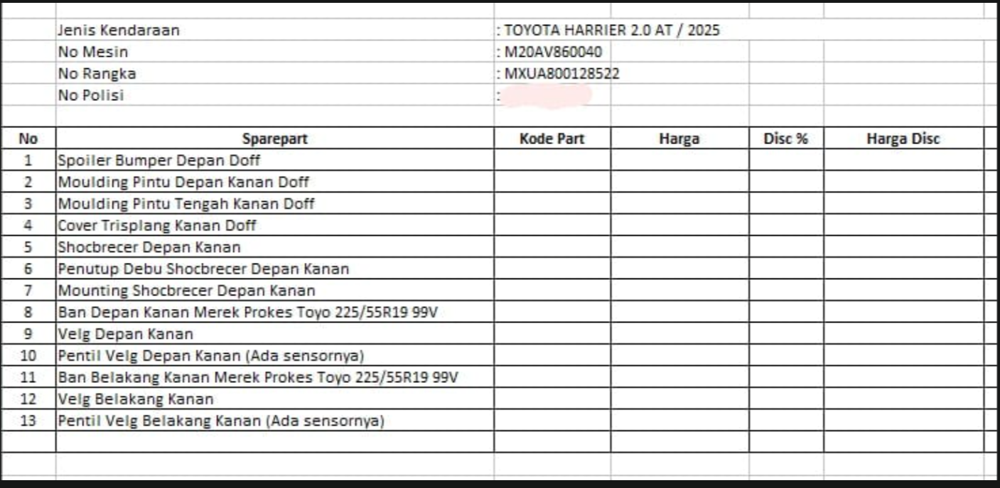 Jenis Kendaraan : TOYOTA HARRIER 2.0 AT / 2025
No Mesin : M20AV860040
No Rangka : MXUA800128522
No Polisi :
No Sparepart Kode Part Harga Disc % Harga Disc
1 Spoiler Bumper Depan Doff
2 Moulding Pintu Depan Kanan Doff
3 Moulding Pintu Tengah Kanan Doff
4 Cover Trisplang Kanan Doff
5 Shocbrecer Depan Kanan
6 Penutup Debu Shocbrecer Depan Kanan
7 Mounting Shocbrecer Depan Kanan
8 Ban Depan Kanan Merek Prokes Toyo 225/55R19 99V
9 Velg Depan Kanan
10 Pentil Velg Depan Kanan (Ada sensornya)
11 Ban Belakang Kanan Merek Prokes Toyo 225/55R19 99V
12 Velg Belakang Kanan
13 Pentil Velg Belakang Kanan (Ada sensornya)